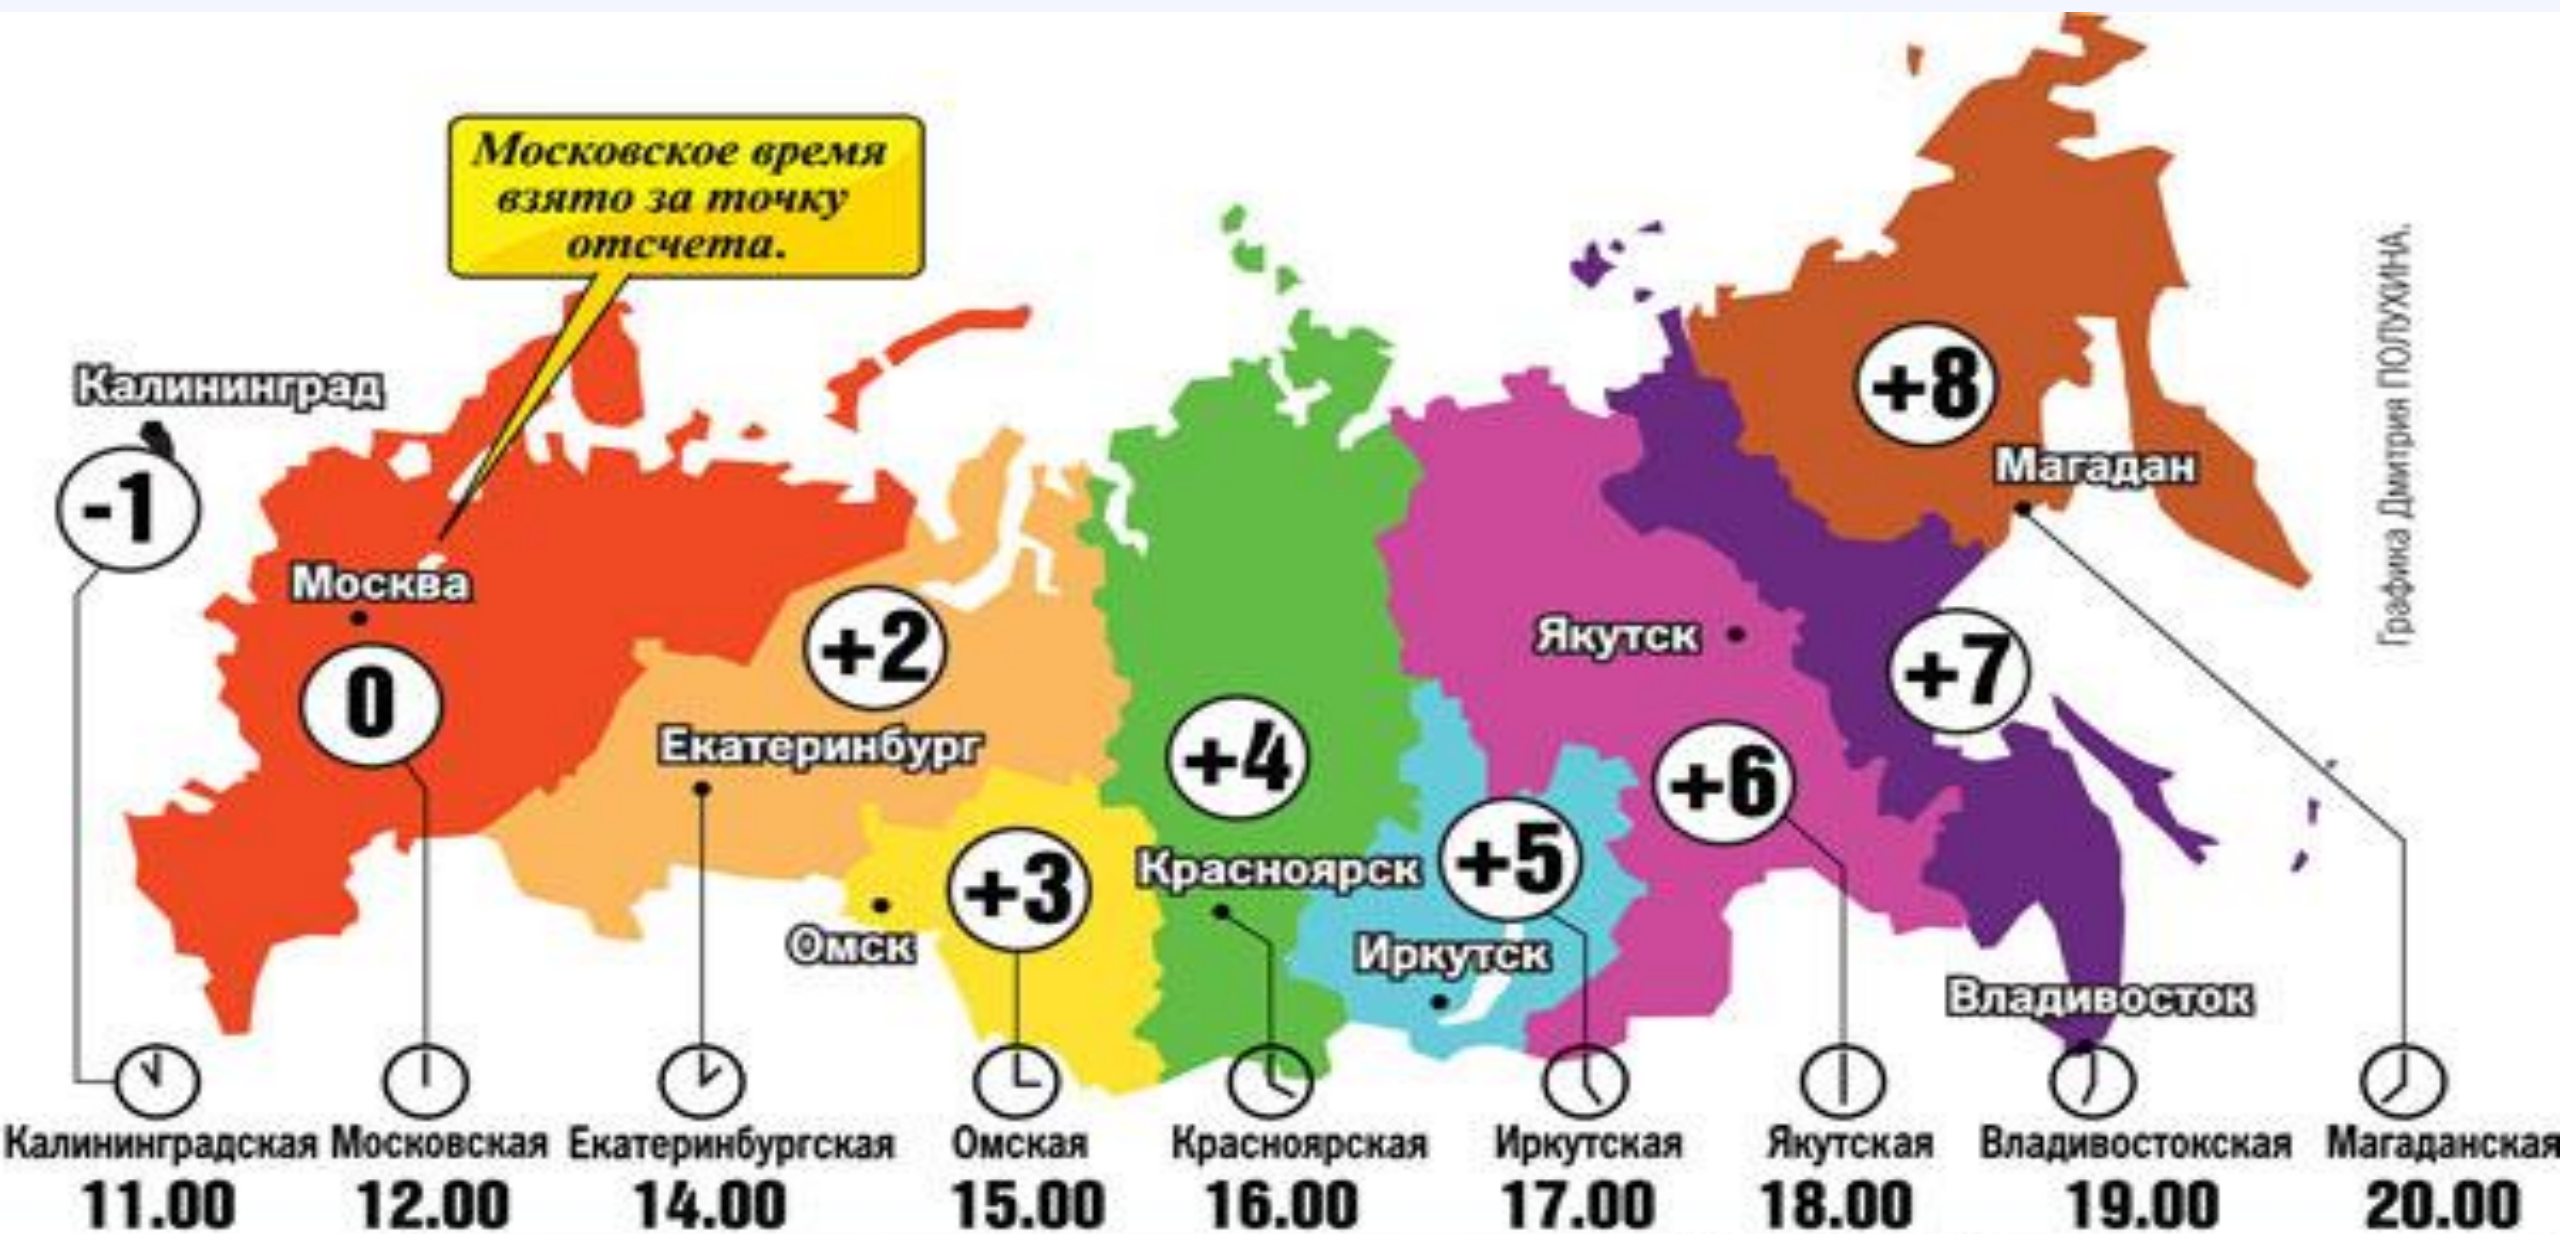 Московское время
взято за точку
отсчета.
Калининград
-1
Москва
0
+2
Екатеринбург
+3
Омск
+4
Красноярск
+5
Иркутск
Якутск
+6
+7
Владивосток
+8
Магадан
Графика Дмитрия ПОЛУХИНА.
Калининградская Московская Екатеринбургская Омская Красноярская Иркутская Якутская Владивостокская Магаданская
11.00 12.00 14.00 15.00 16.00 17.00 18.00 19.00 20.00